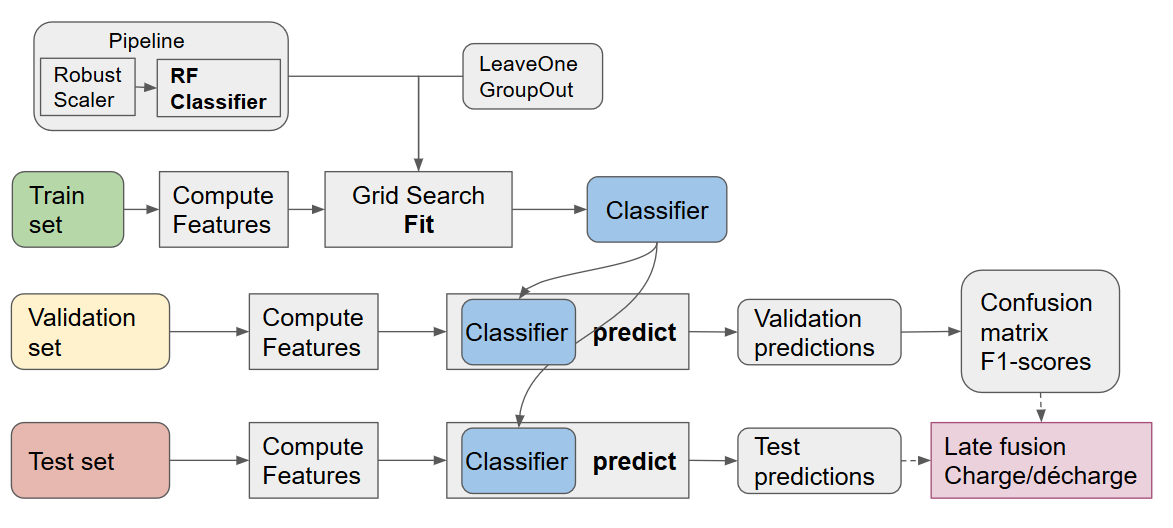 Pipeline
Robust
Scaler
RF
Classifier
LeaveOne
GroupOut
Train
set
Compute
Features
Grid Search
Fit
Classifier
Validation
set
Compute
Features
Classifier
predict
Validation
predictions
Confusion
matrix
F1-scores
Test set
Compute
Features
Classifier
predict
Test
predictions
Late fusion
Charge/décharge